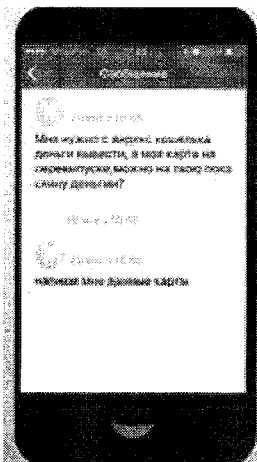 Сообщения
Мне нужно с яндекс кошелька
деньги вывести, а моя карта на
перевыпуске, можно на твою пока
скину деньги?
напиши мне данные карты